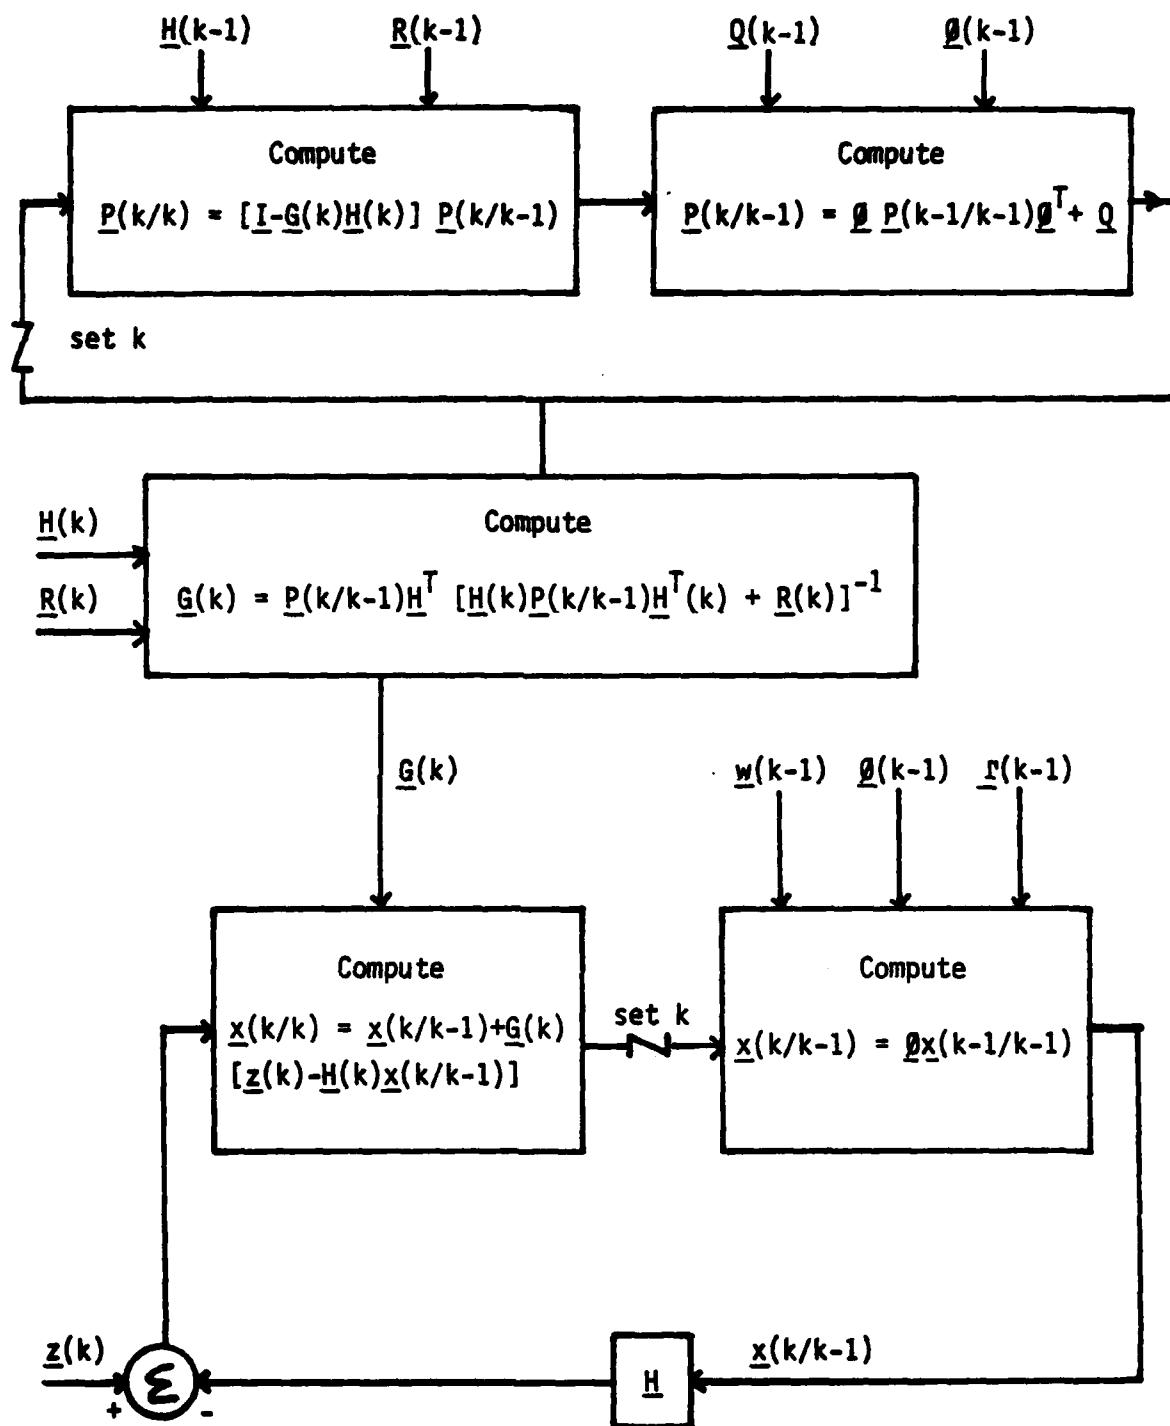 H(k-1) R(k-1) Q(k-1) Ø(k-1)
Compute
P(k/k) = [I-G(k)H(k)] P(k/k-1)
Compute
P(k/k-1) = Ø P(k-1/k-1)Ø^T + Q
set k
H(k)
R(k)
Compute
G(k) = P(k/k-1)H^T [H(k)P(k/k-1)H^T(k) + R(k)]^-1
G(k)
w(k-1) Ø(k-1) Γ(k-1)
Compute
x(k/k) = x(k/k-1)+G(k)
[z(k)-H(k)x(k/k-1)]
set k
Compute
x(k/k-1) = Øx(k-1/k-1)
z(k)
+
Σ
-
H
x(k/k-1)